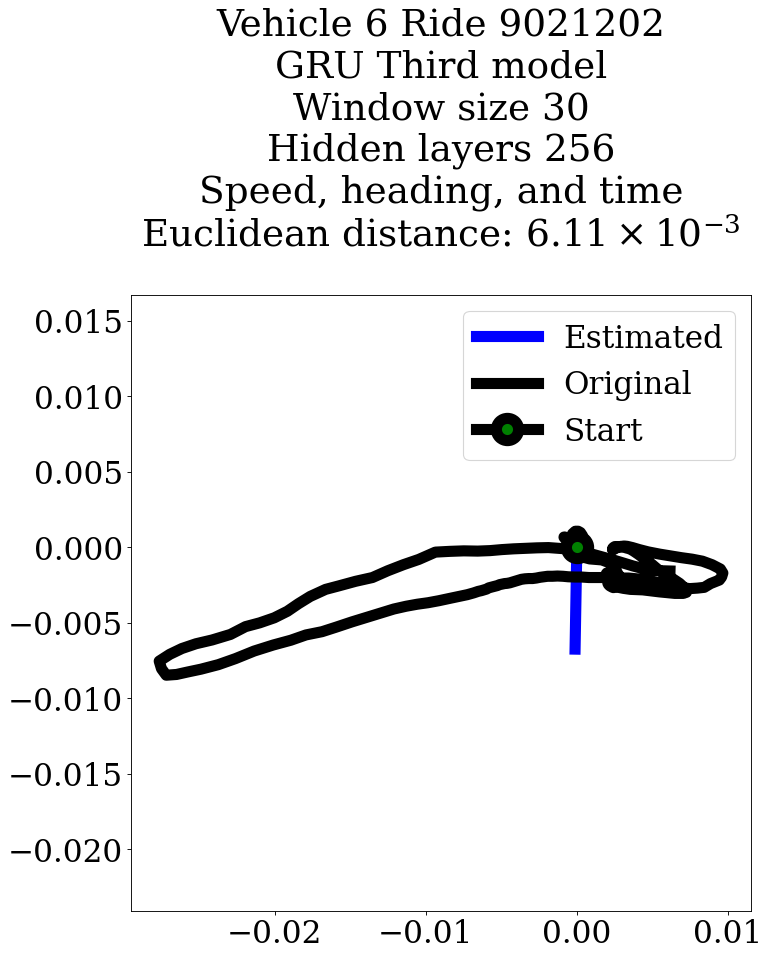 Vehicle 6 Ride 9021202
GRU Third model
Window size 30
Hidden layers 256
Speed, heading, and time
Euclidean distance: 6.11 × 10⁻³
Estimated
Original
Start
0.015
0.010
0.005
0.000
−0.005
−0.010
−0.015
−0.020
−0.02 −0.01 0.00 0.01